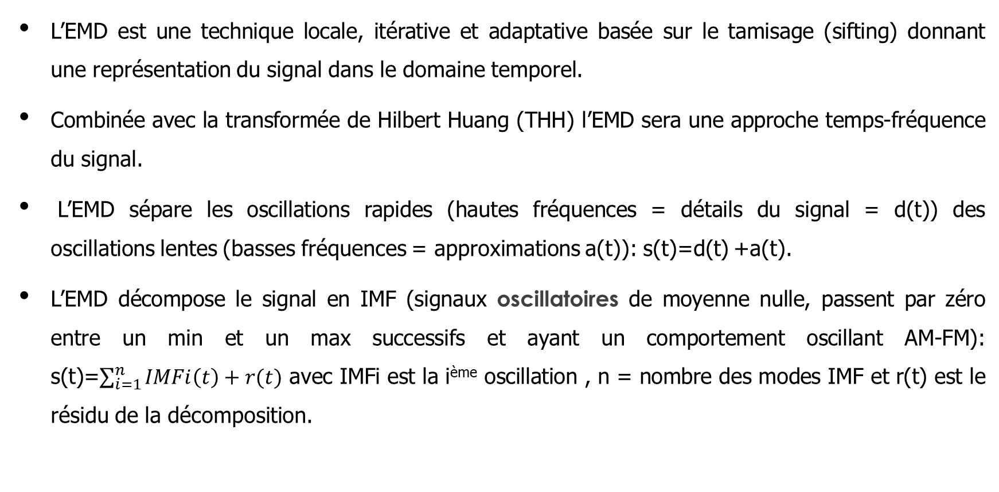 • L’EMD est une technique locale, itérative et adaptative basée sur le tamisage (sifting) donnant
une représentation du signal dans le domaine temporel.
• Combinée avec la transformée de Hilbert Huang (THH) l’EMD sera une approche temps-fréquence
du signal.
• L’EMD sépare les oscillations rapides (hautes fréquences = détails du signal = d(t)) des
oscillations lentes (basses fréquences = approximations a(t)): s(t)=d(t) +a(t).
• L’EMD décompose le signal en IMF (signaux oscillatoires de moyenne nulle, passent par zéro
entre un min et un max successifs et ayant un comportement oscillant AM-FM):
s(t)=∑ⁿᵢ₌₁ IMFi(t) + r(t) avec IMFi est la iᵉ̀ᵐᵉ oscillation , n = nombre des modes IMF et r(t) est le
résidu de la décomposition.